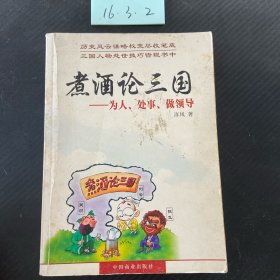 16.3.2
历史风云谋略权变尽收笔底
三国人物处世技巧皆现书中
煮酒论三国
——为人、处事、做领导
著
煮酒论三国
中国商业出版社